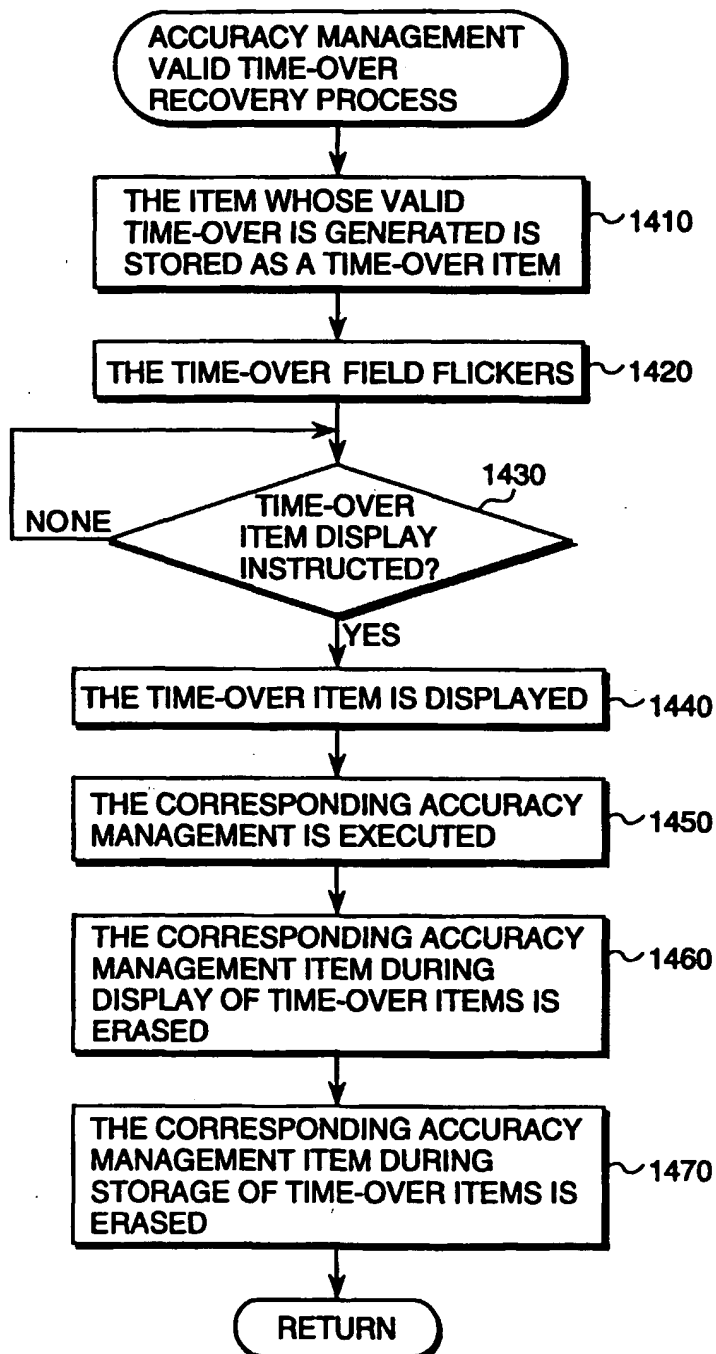 ACCURACY MANAGEMENT
VALID TIME-OVER
RECOVERY PROCESS
THE ITEM WHOSE VALID
TIME-OVER IS GENERATED IS
STORED AS A TIME-OVER ITEM
1410
THE TIME-OVER FIELD FLICKERS
1420
1430
TIME-OVER
ITEM DISPLAY
INSTRUCTED?
NONE
YES
THE TIME-OVER ITEM IS DISPLAYED
1440
THE CORRESPONDING ACCURACY
MANAGEMENT IS EXECUTED
1450
THE CORRESPONDING ACCURACY
MANAGEMENT ITEM DURING
DISPLAY OF TIME-OVER ITEMS IS
ERASED
1460
THE CORRESPONDING ACCURACY
MANAGEMENT ITEM DURING
STORAGE OF TIME-OVER ITEMS IS
ERASED
1470
RETURN